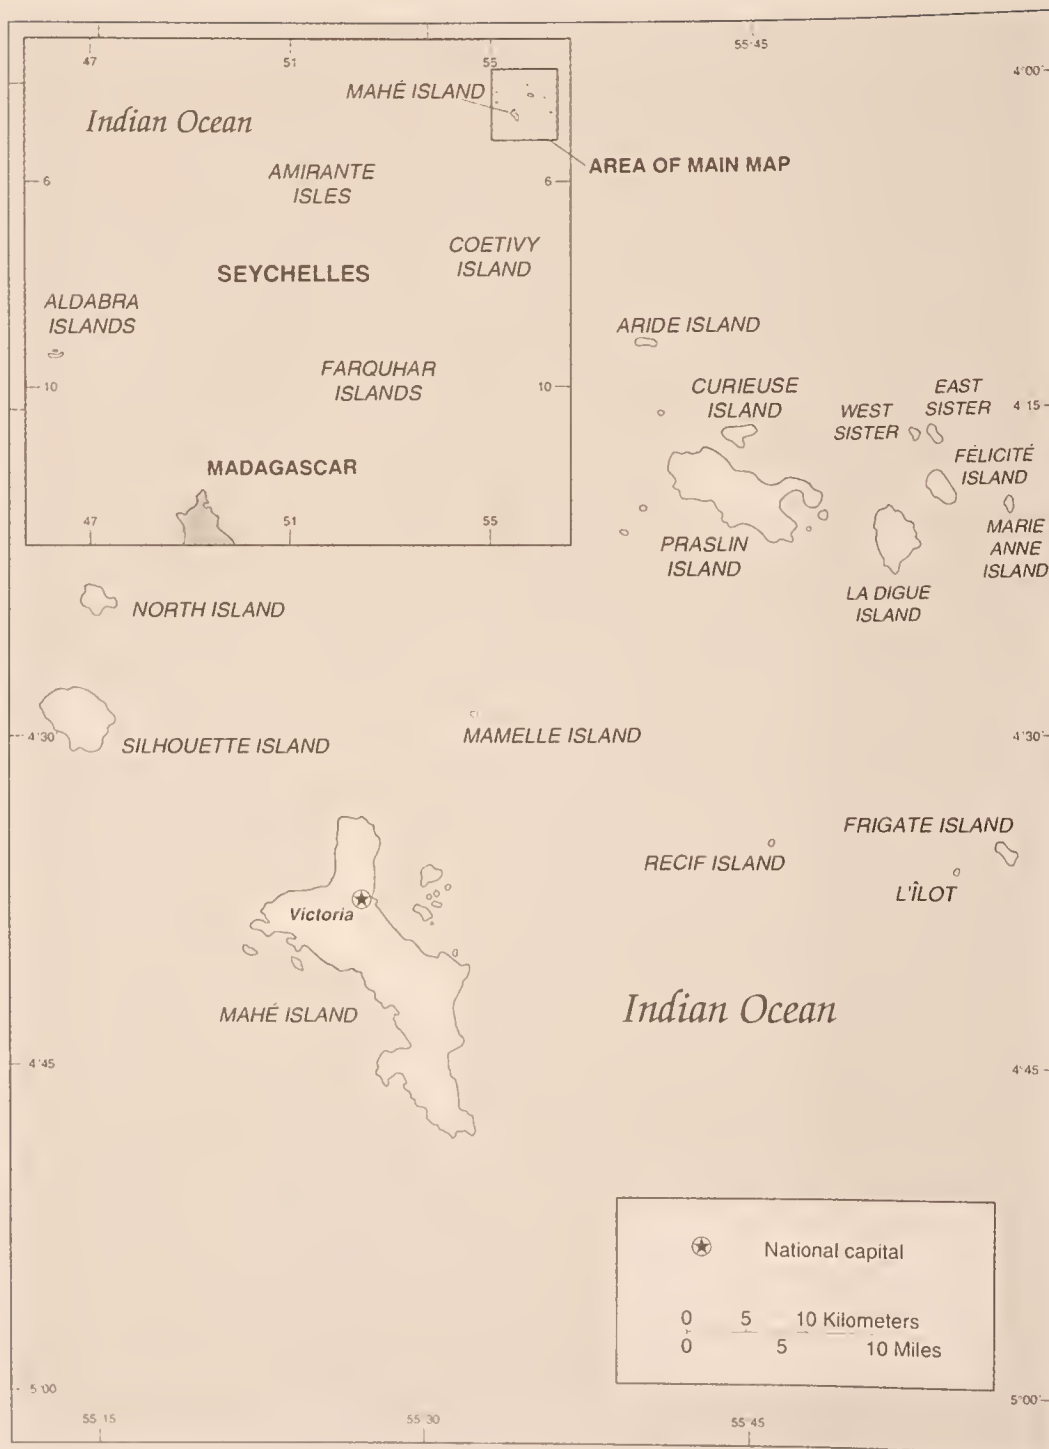 47
51
55
55°45
4°00'
MAHÉ ISLAND
Indian Ocean
AREA OF MAIN MAP
6
6
AMIRANTE
ISLES
COETIVY
ISLAND
SEYCHELLES
ALDABRA
ISLANDS
FARQUHAR
ISLANDS
10
10
MADAGASCAR
47
51
55
ARIDE ISLAND
CURIEUSE
ISLAND
WEST
SISTER
EAST
SISTER
4°15
FÉLICITÉ
ISLAND
MARIE
ANNE
ISLAND
PRASLIN
ISLAND
LA DIGUE
ISLAND
NORTH ISLAND
4°30'
SILHOUETTE ISLAND
MAMELLE ISLAND
4°30'
FRIGATE ISLAND
RECIF ISLAND
L'ÎLOT
Victoria
MAHÉ ISLAND
Indian Ocean
4°45
4°45
National capital
0 5 10 Kilometers
0 5 10 Miles
5°00
5°00'
55°15
55°30
55°45